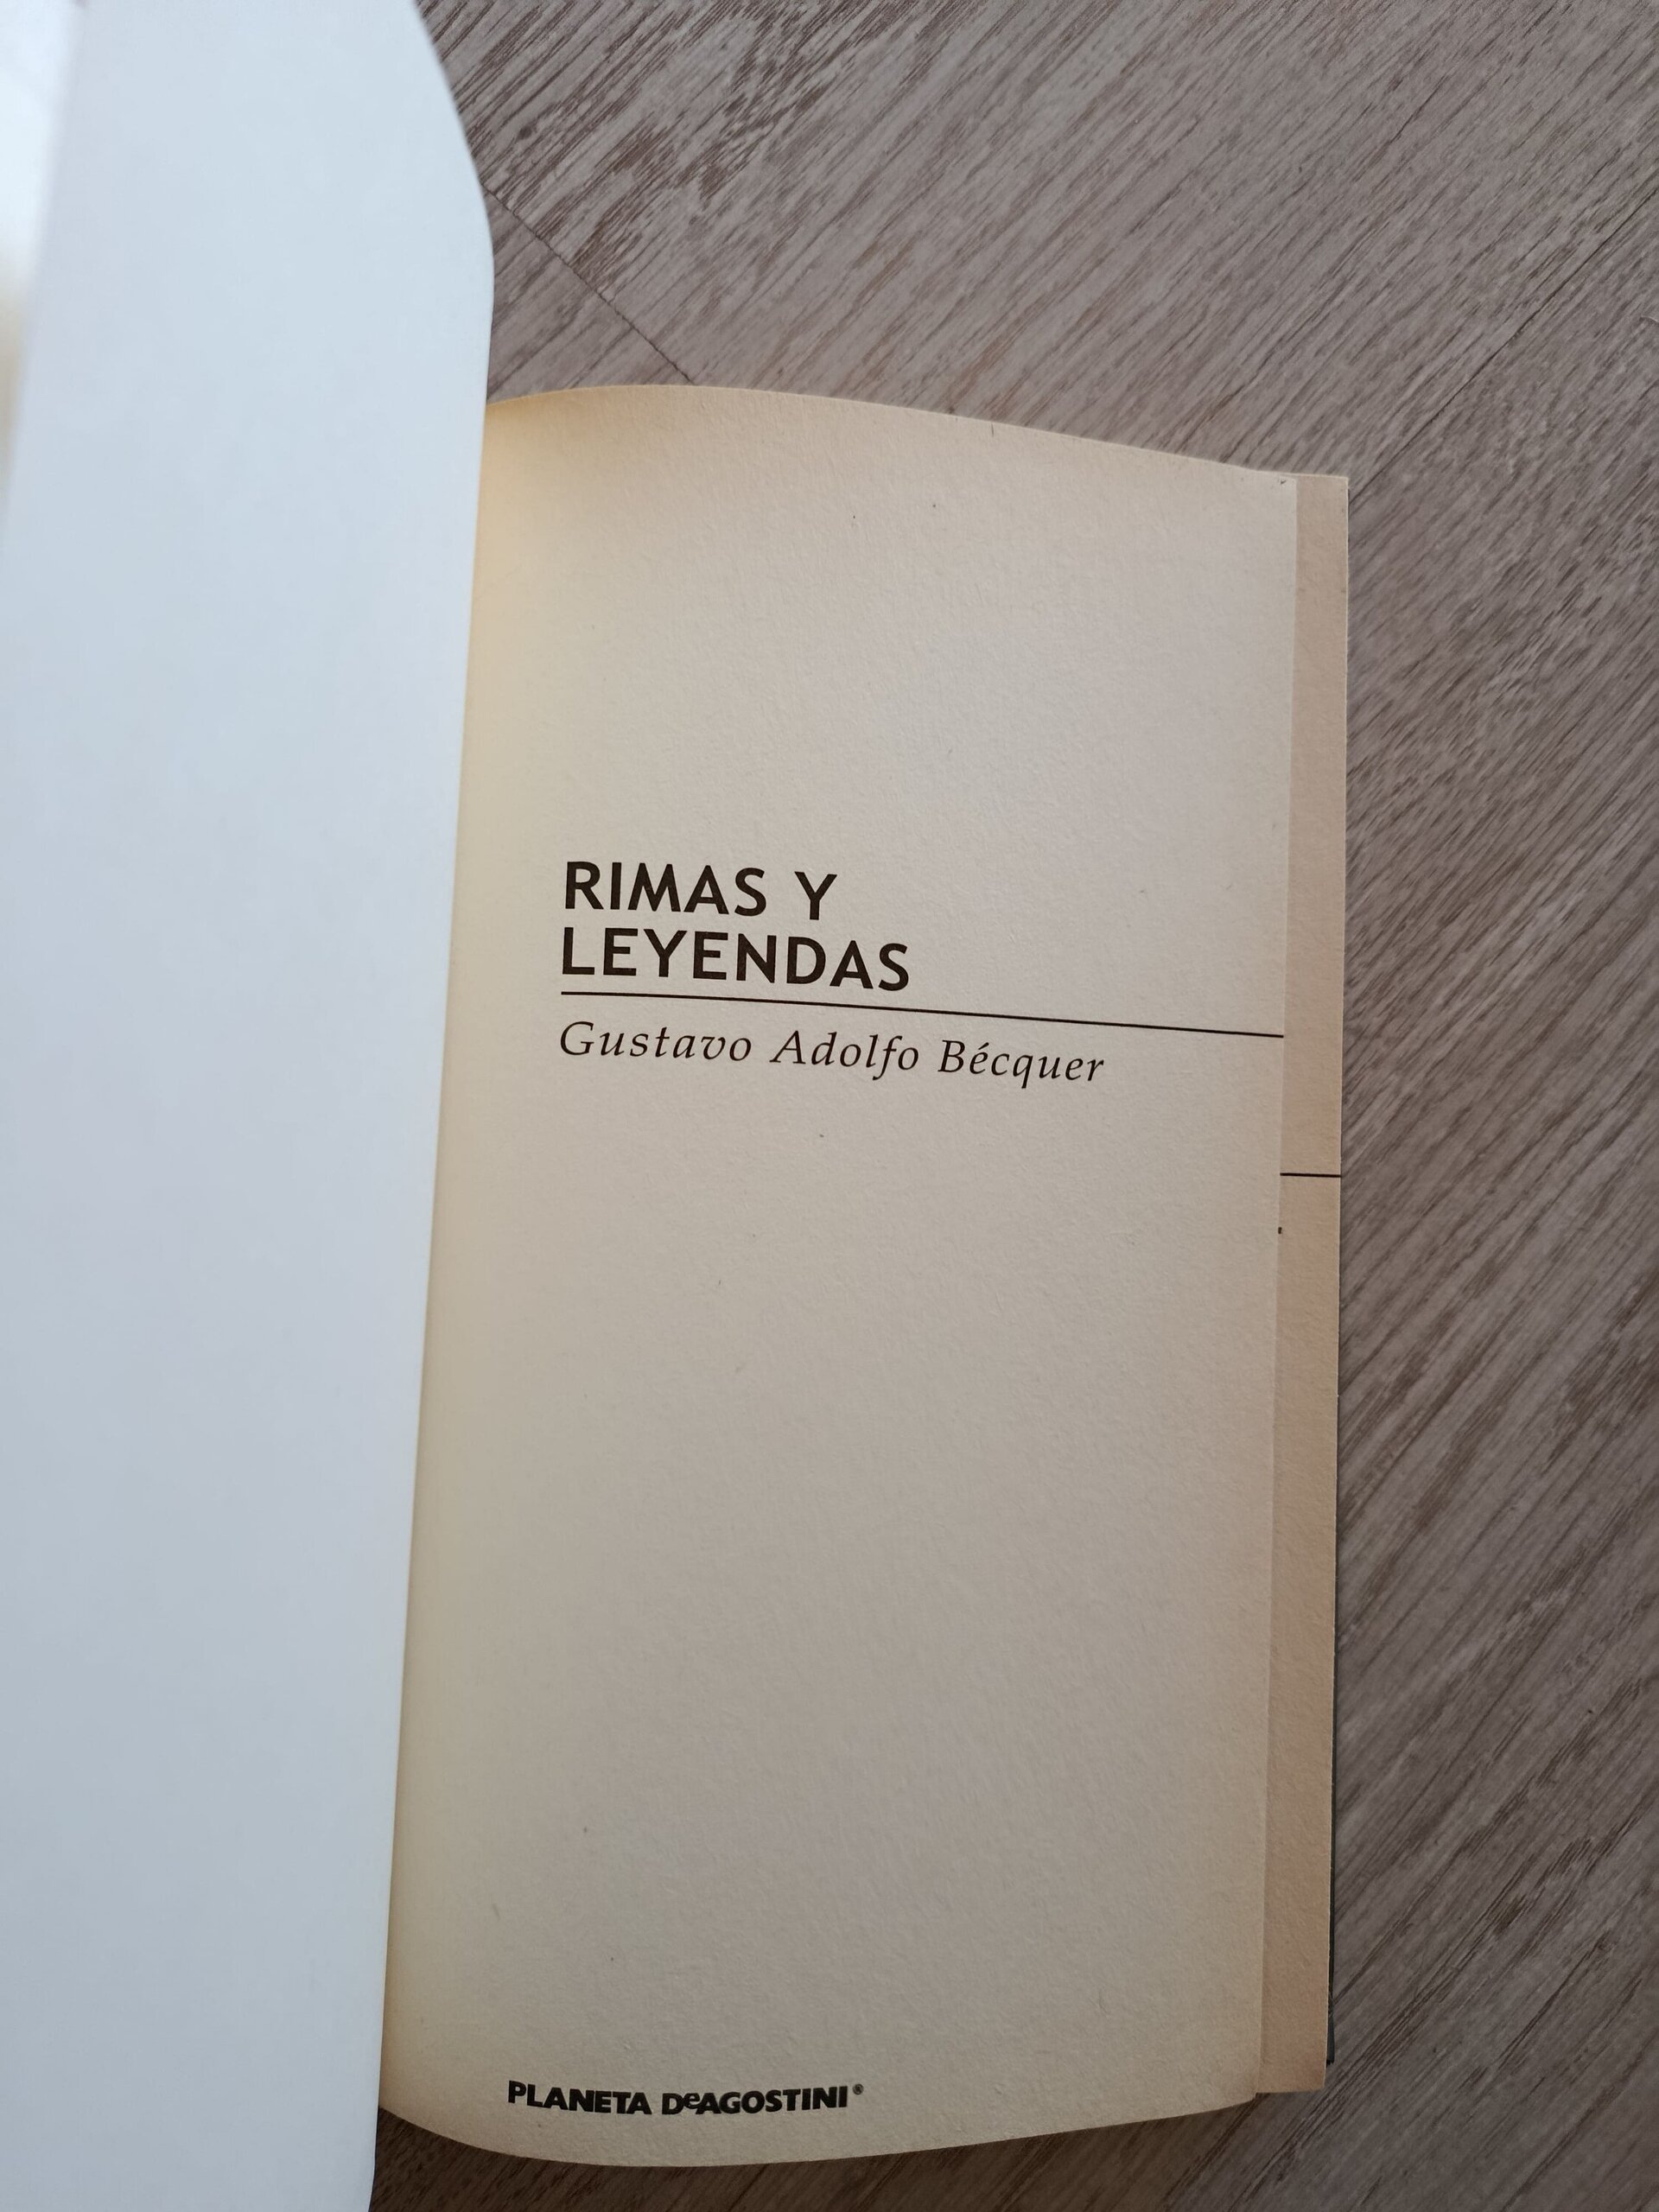 RIMAS Y
LEYENDAS
Gustavo Adolfo Bécquer
PLANETA DeAGOSTINI®